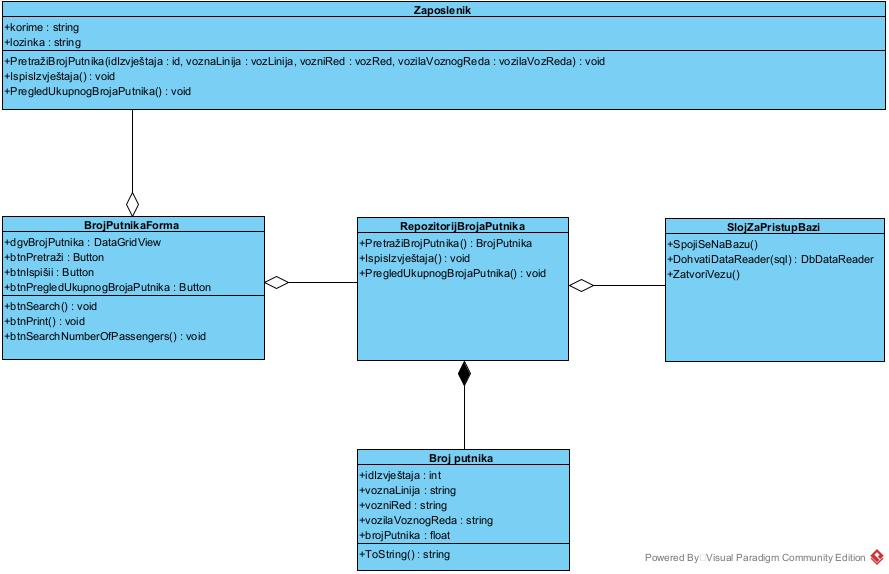 Zaposlenik
+korime : string
+lozinka : string
+PretražiBrojPutnika(idIzvještaja : id, voznaLinija : vozLinija, vozniRed : vozRed, vozilaVoznogReda : vozilaVozReda) : void
+IspisIzvještaja() : void
+PregledUkupnogBrojaPutnika() : void
BrojPutnikaForma
+dgvBrojPutnika : DataGridView
+btnPretraži : Button
+btnIspišii : Button
+btnPregledUkupnogBrojaPutnika : Button
+btnSearch() : void
+btnPrint() : void
+btnSearchNumberOfPassengers() : void
RepozitorijBrojaPutnika
+PretražiBrojPutnika() : BrojPutnika
+IspisIzvještaja() : void
+PregledUkupnogBrojaPutnika() : void
SlojZaPristupBazi
+SpojiSeNaBazu()
+DohvatiDataReader(sql) : DbDataReader
+ZatvoriVezu()
Broj putnika
+idIzvještaja : int
+voznaLinija : string
+vozniRed : string
+vozilaVoznogReda : string
+brojPutnika : float
+ToString() : string
Powered By Visual Paradigm Community Edition